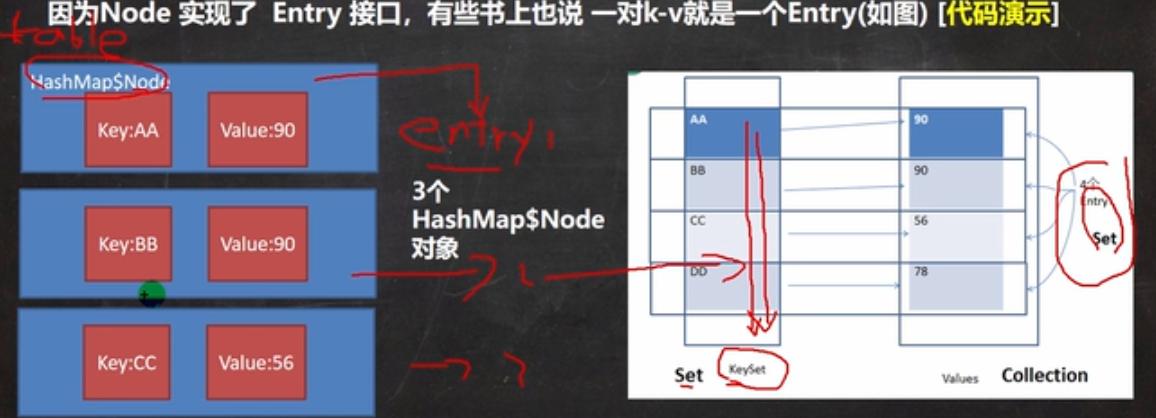 因为Node 实现了 Entry 接口，有些书上也说 一对k-v就是一个Entry(如图) [代码演示]
table
HashMap$Node
Key:AA
Value:90
entry,
3个
HashMap$Node
对象
Key:BB
Value:90
Key:CC
Value:56
AA
90
BB
90
CC
56
DD
78
4个
Entry
Set
Set
KeySet
Values
Collection